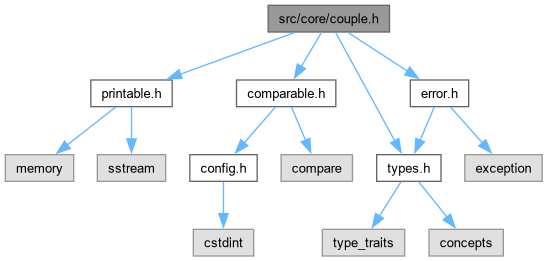 src/core/couple.h
printable.h
comparable.h
error.h
memory
sstream
config.h
compare
types.h
exception
cstdint
type_traits
concepts